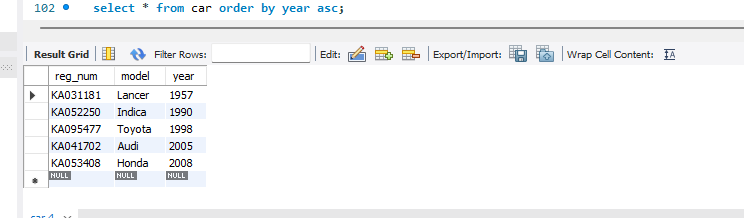 102 select * from car order by year asc;
Result Grid Filter Rows: Edit: Export/Import: Wrap Cell Content: IA
reg_num model year
KA031181 Lancer 1957
KA052250 Indica 1990
KA095477 Toyota 1998
KA041702 Audi 2005
KA053408 Honda 2008
NULL NULL NULL